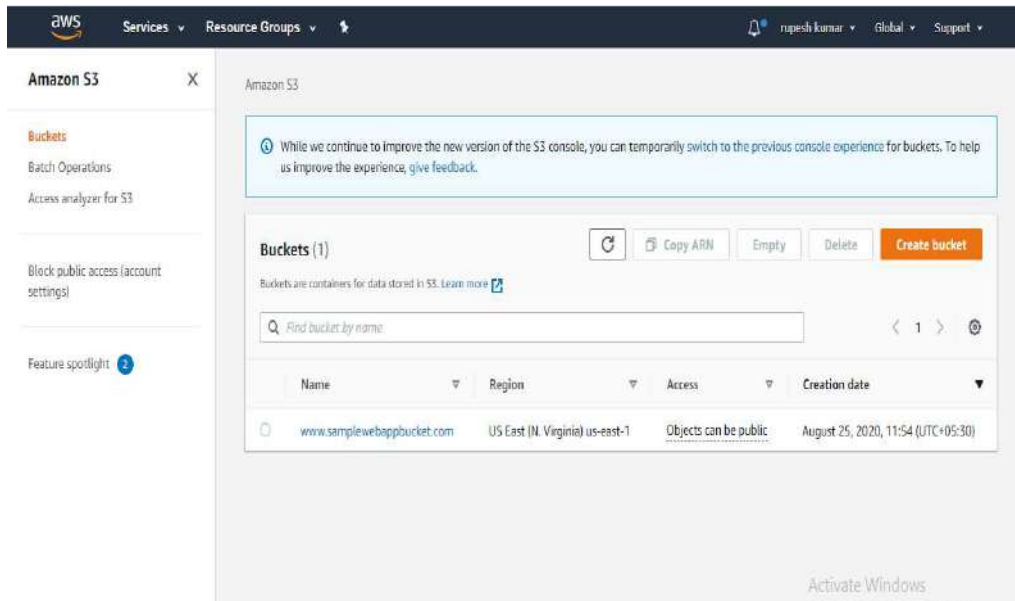 aws Services Resource Groups rupesh kumar Global Support
Amazon S3 X
Buckets
Batch Operations
Access analyzer for S3
Block public access (account
settings)
Feature spotlight 2
Amazon S3
While we continue to improve the new version of the S3 console, you can temporarily switch to the previous console experience for buckets. To help
us improve the experience, give feedback.
Buckets (1) Copy ARN Empty Delete Create bucket
Buckets are containers for data stored in S3. Learn more
Find bucket by name
< 1 >
Name Region Access Creation date
www.samplewebappbucket.com US East (N. Virginia) us-east-1 Objects can be public August 25, 2020, 11:54 (UTC+05:30)
Activate Windows